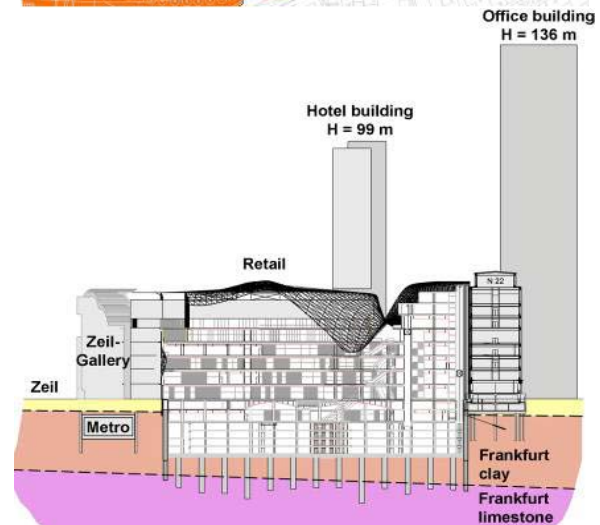 Office building
H = 136 m
Hotel building
H = 99 m
Retail
N 22
Zeil-
Gallery
Zeil
Metro
Frankfurt
clay
Frankfurt
limestone